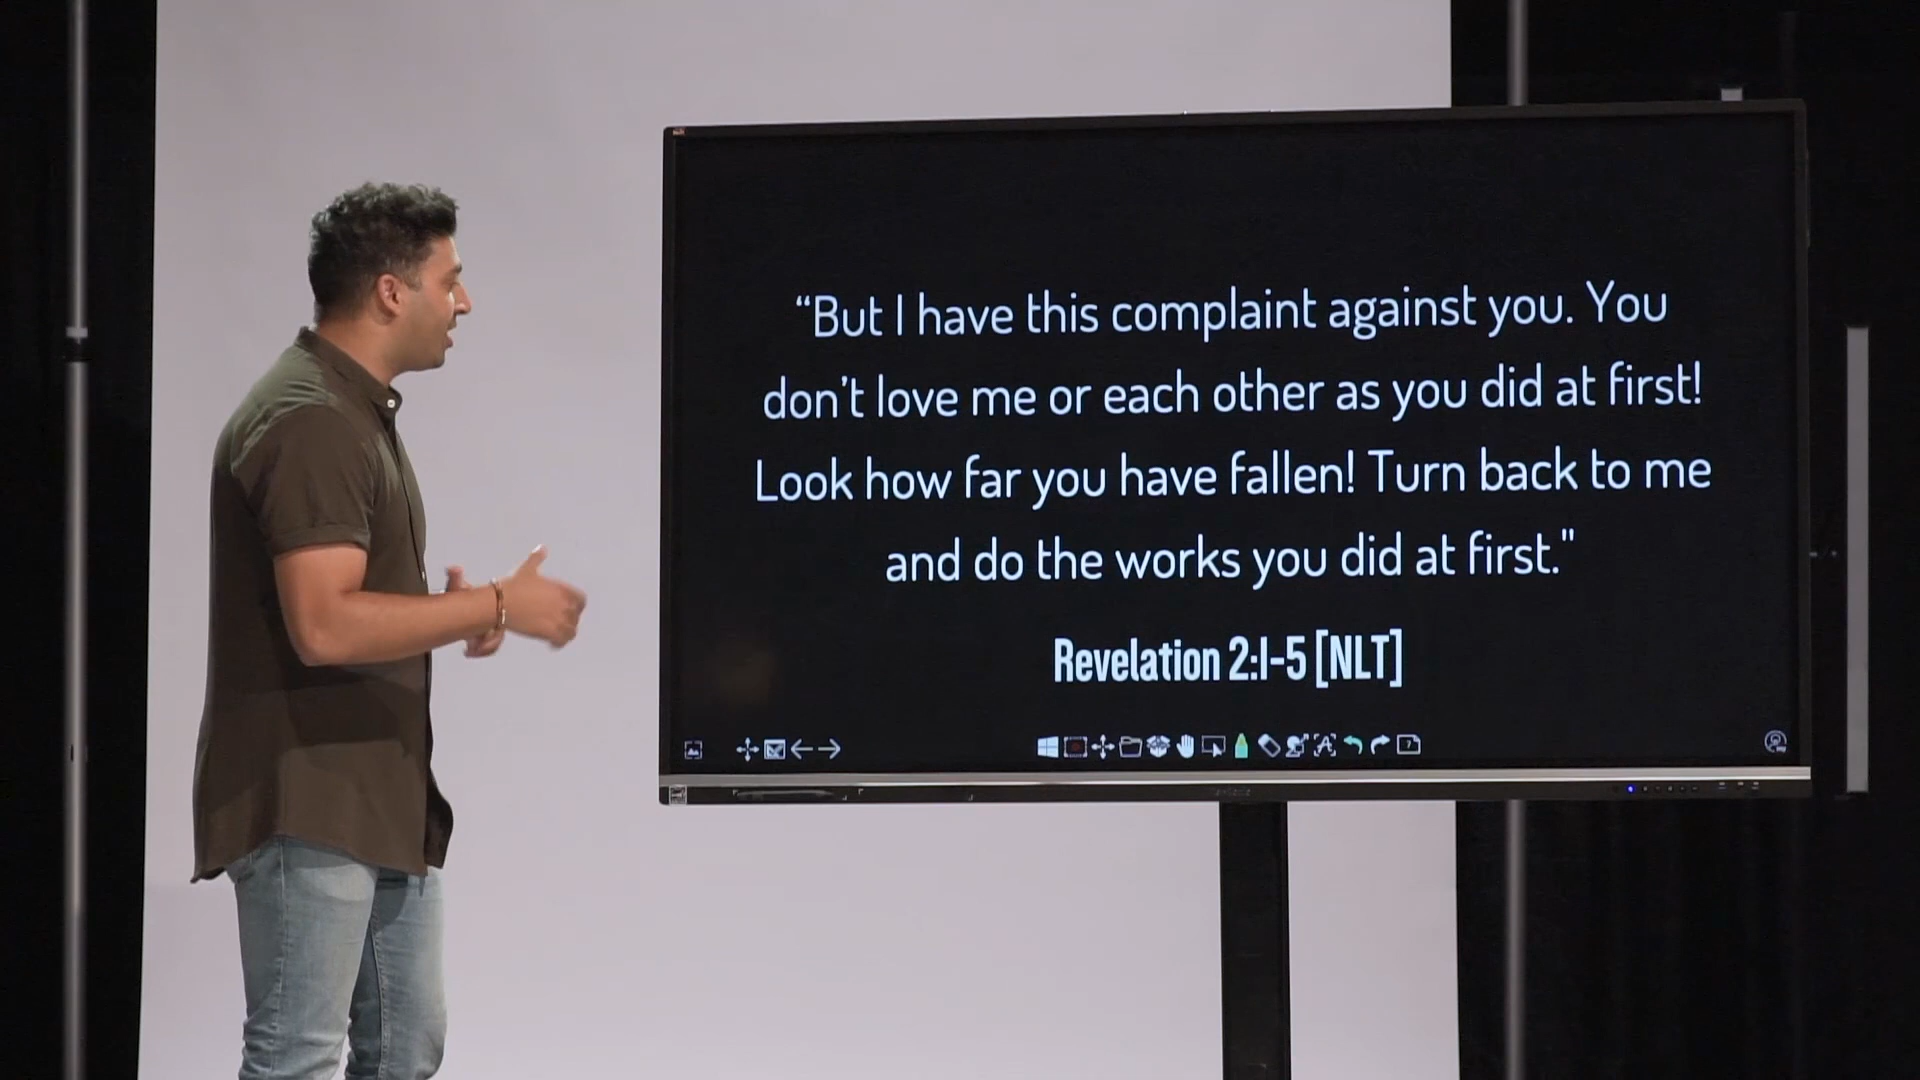 “But I have this complaint against you. You
don’t love me or each other as you did at first!
Look how far you have fallen! Turn back to me
and do the works you did at first."
Revelation 2:1-5 [NLT]